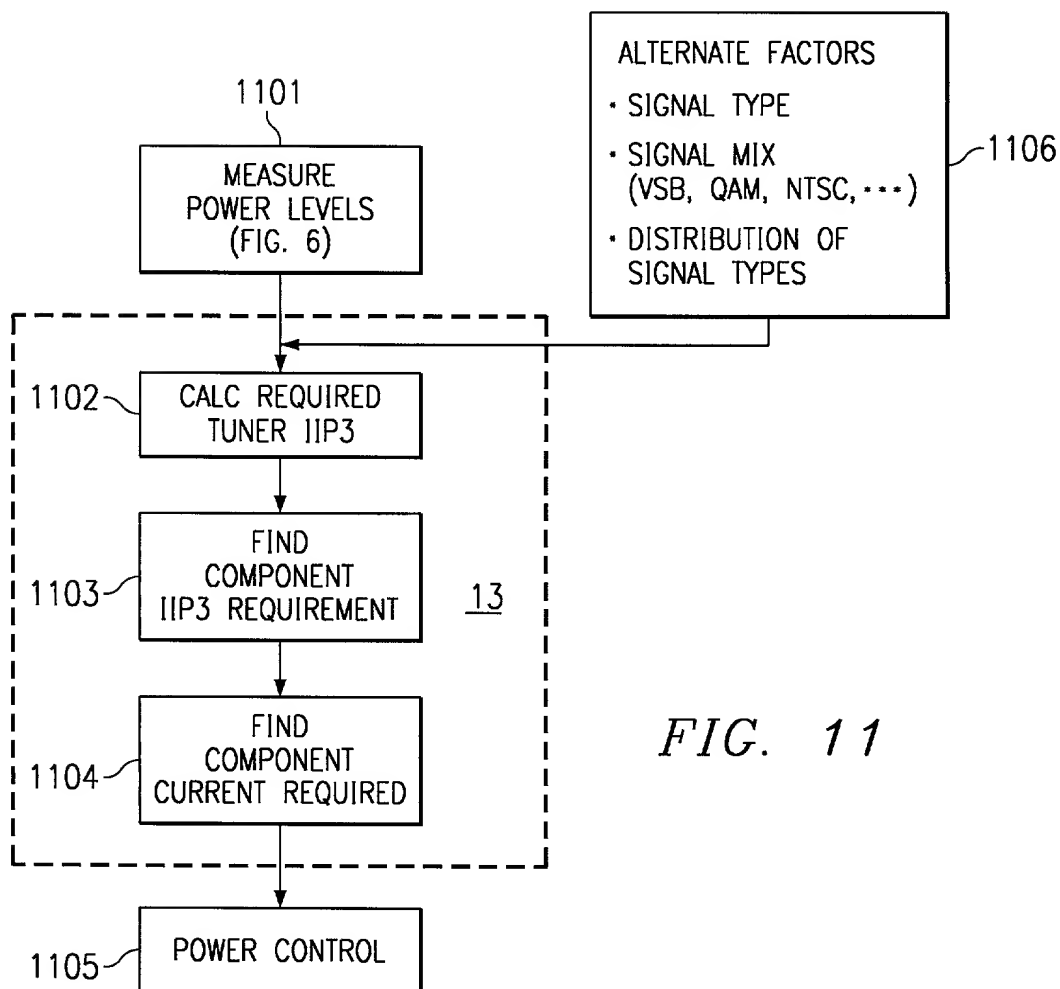 1101
MEASURE
POWER LEVELS
(FIG. 6)
ALTERNATE FACTORS
• SIGNAL TYPE
• SIGNAL MIX
(VSB, QAM, NTSC, •••)
• DISTRIBUTION OF
SIGNAL TYPES
1106
1102
CALC REQUIRED
TUNER IIP3
1103
FIND
COMPONENT
IIP3 REQUIREMENT
13
1104
FIND
COMPONENT
CURRENT REQUIRED
FIG. 11
1105
POWER CONTROL